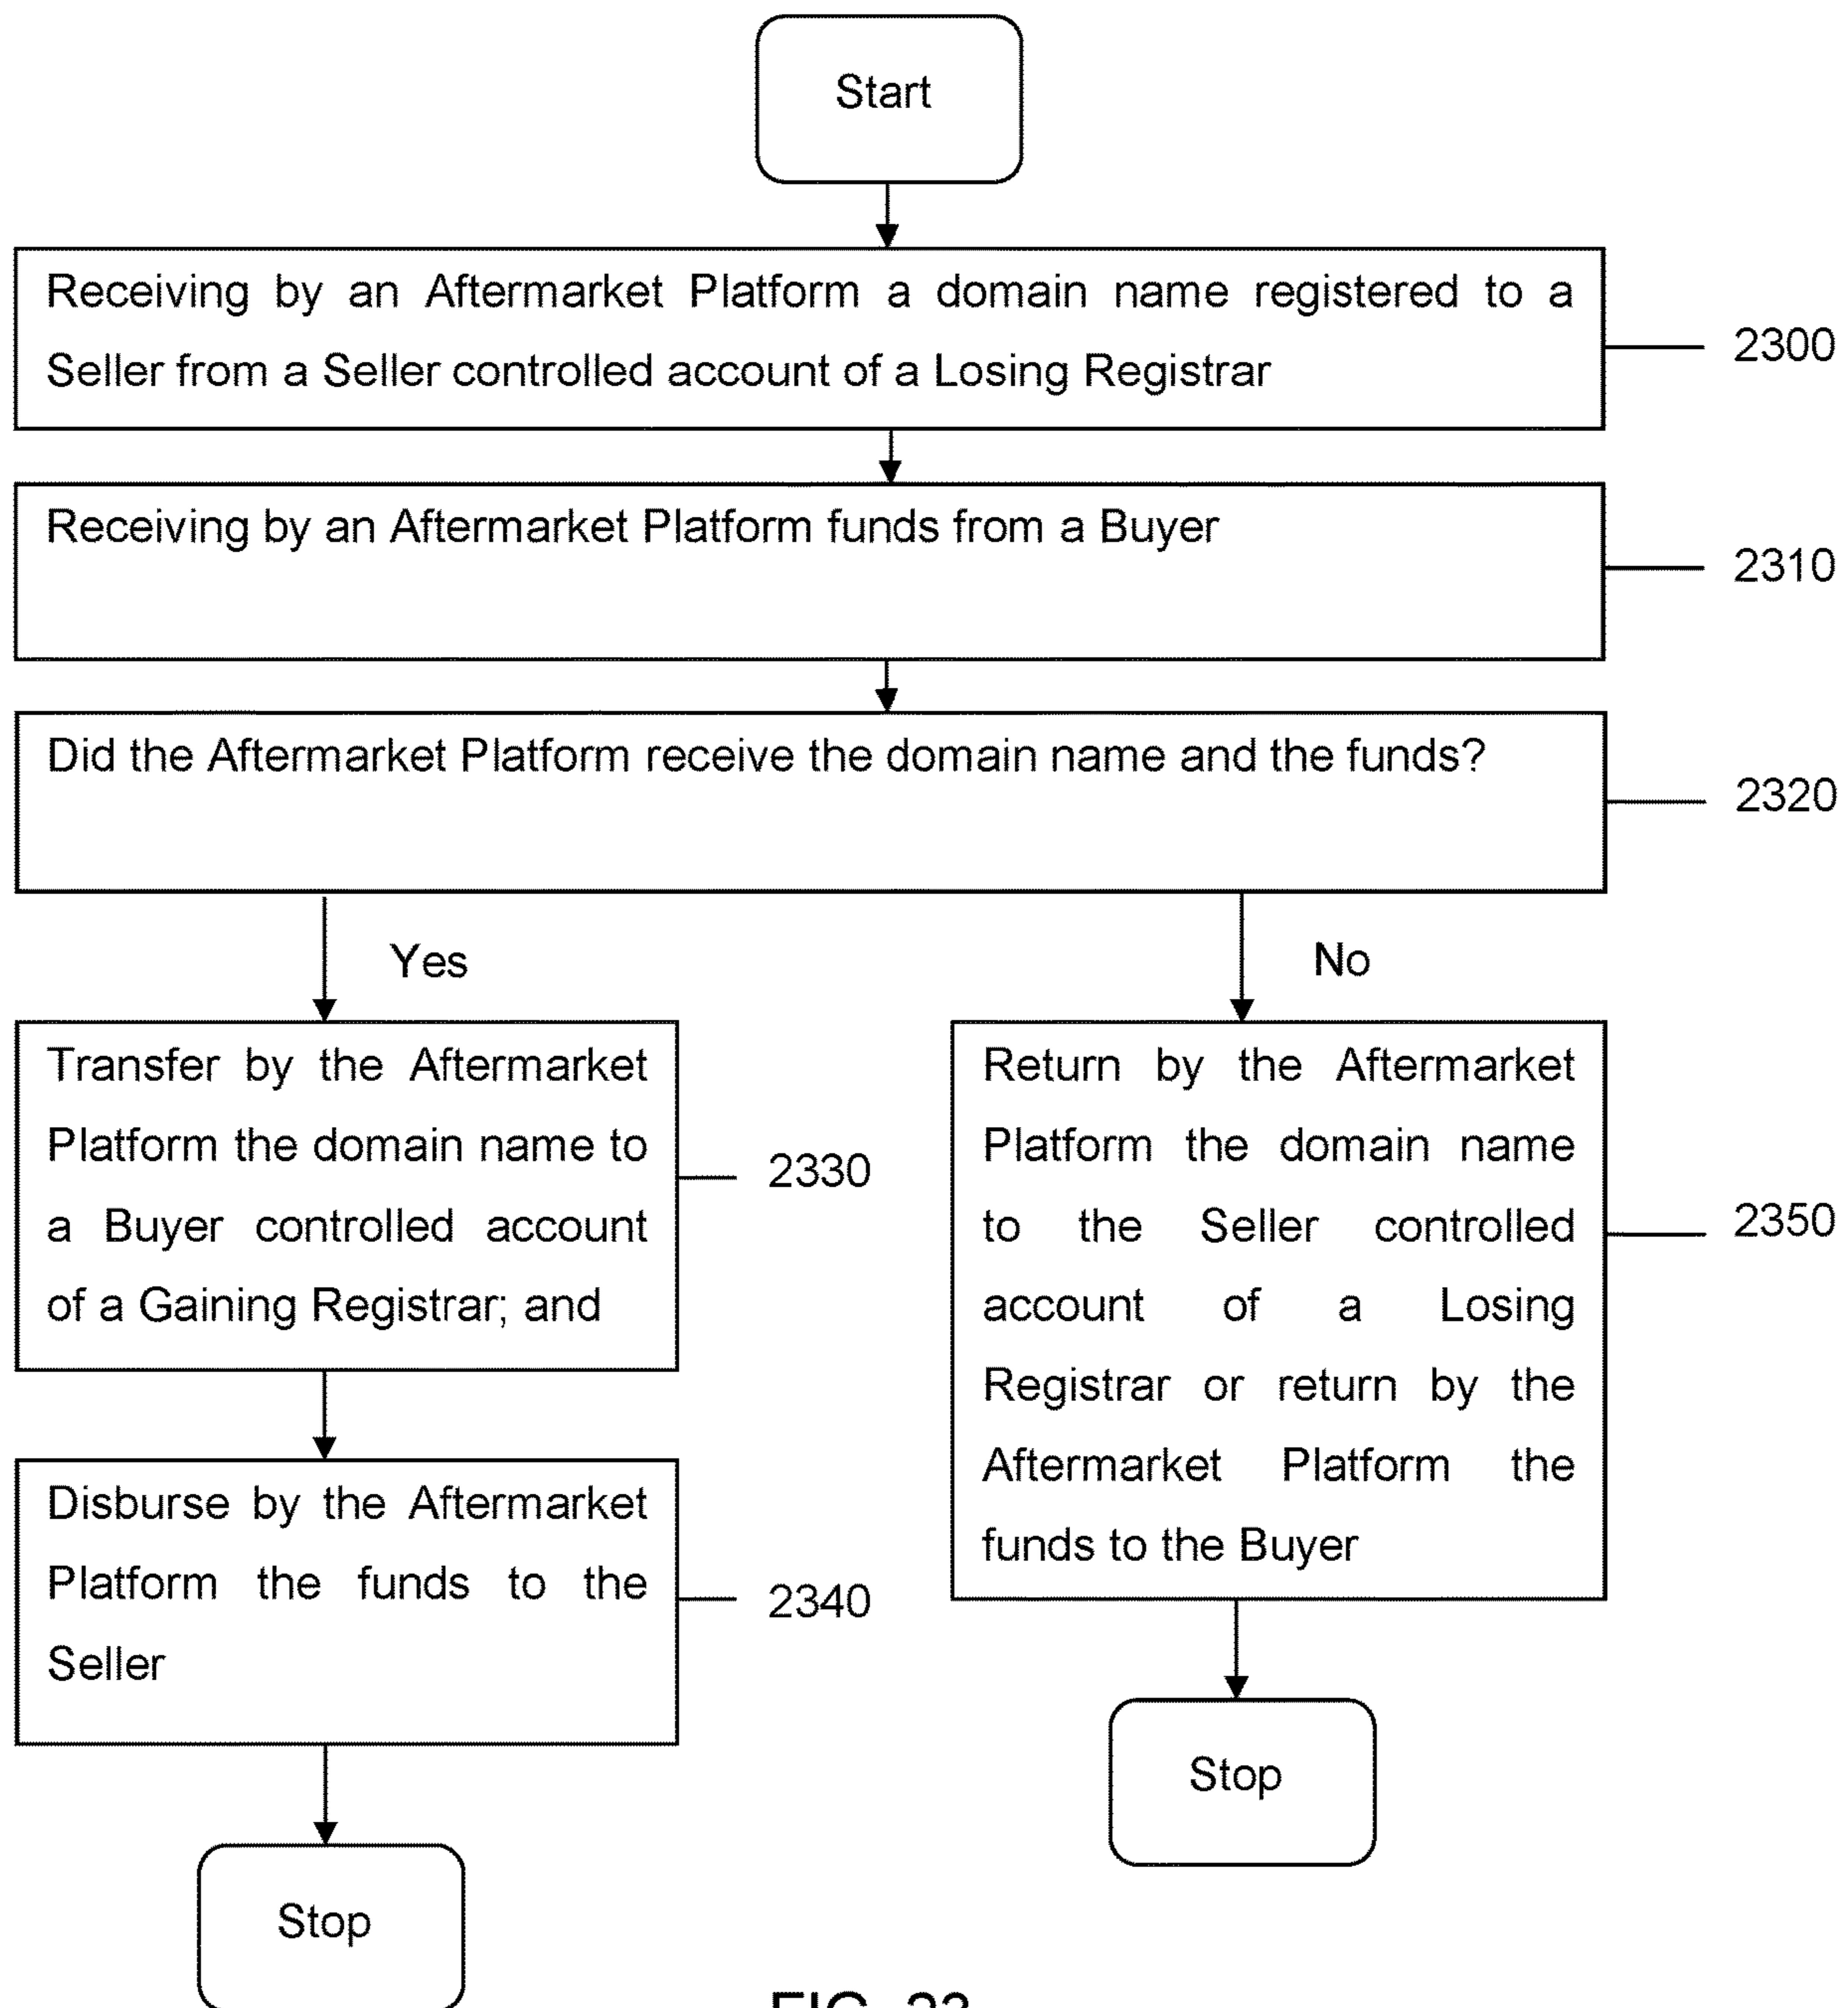 Start
Receiving by an Aftermarket Platform a domain name registered to a
Seller from a Seller controlled account of a Losing Registrar
2300
Receiving by an Aftermarket Platform funds from a Buyer
2310
Did the Aftermarket Platform receive the domain name and the funds?
2320
Yes
No
Transfer by the Aftermarket
Platform the domain name to
a Buyer controlled account
of a Gaining Registrar; and
2330
Disburse by the Aftermarket
Platform the funds to the
Seller
2340
Stop
Return by the Aftermarket
Platform the domain name
to the Seller controlled
account of a Losing
Registrar or return by the
Aftermarket Platform the
funds to the Buyer
2350
Stop
FIG. 23